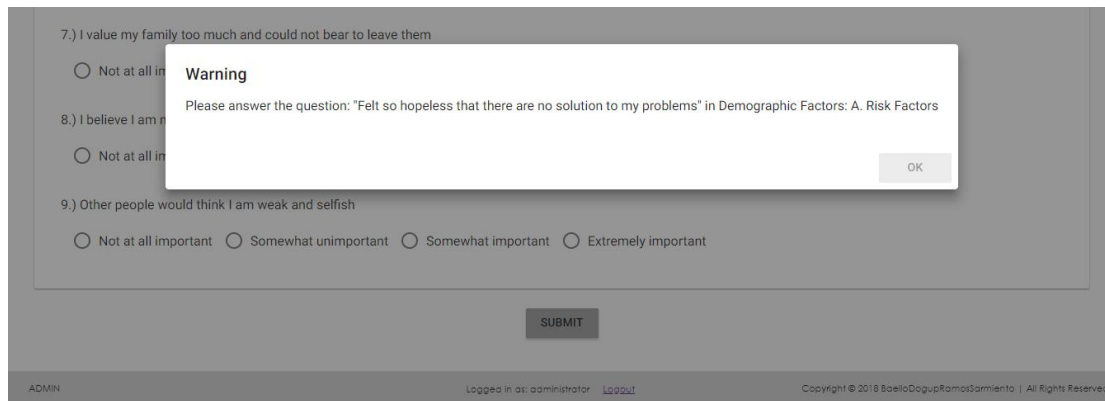 7.) I value my family too much and could not bear to leave them
Not at all im
Warning
Please answer the question: "Felt so hopeless that there are no solution to my problems" in Demographic Factors: A. Risk Factors
OK
8.) I believe I am n
Not at all im
9.) Other people would think I am weak and selfish
Not at all important Somewhat unimportant Somewhat important Extremely important
SUBMIT
ADMIN Logged in as: administrator Logout Copyright © 2018 BaelloDogupRamosSarmiento | All Rights Reserved